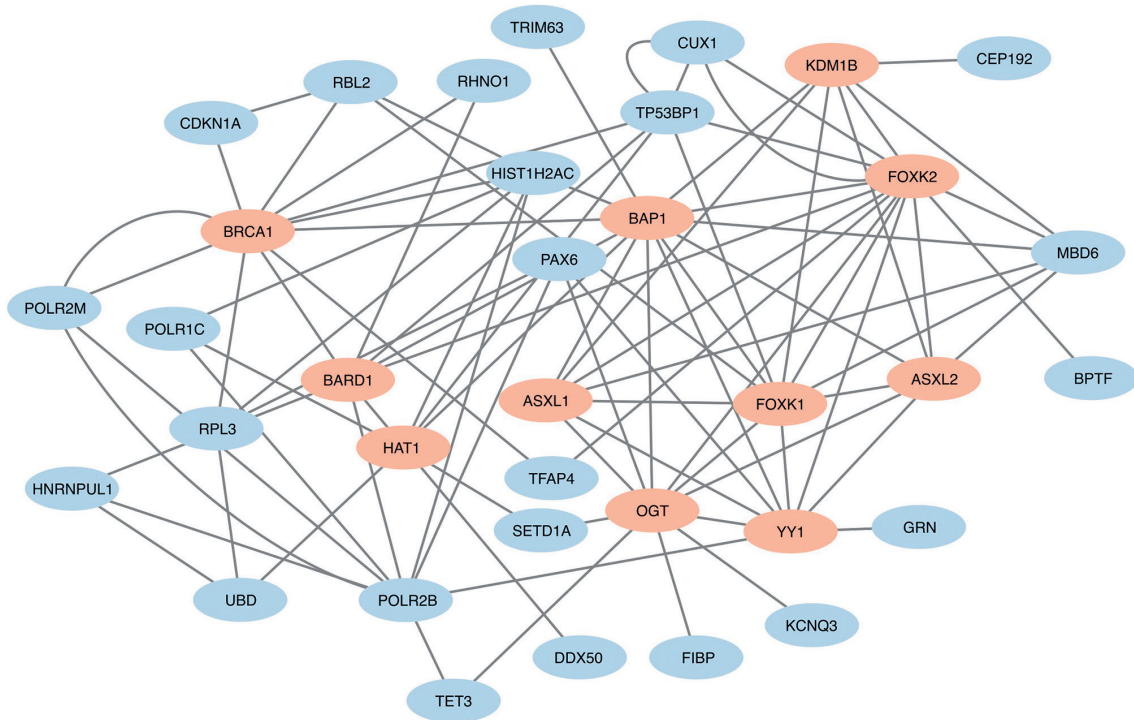 TRIM63
CUX1
CEP192
KDM1B
RBL2
RHNO1
TP53BP1
CDKN1A
HIST1H2AC
FOXK2
BAP1
BRCA1
PAX6
MBD6
POLR2M
POLR1C
BARD1
ASXL2
BPTF
ASXL1
FOXK1
RPL3
HAT1
TFAP4
HNRNPUL1
OGT
SETD1A
YY1
GRN
UBD
POLR2B
KCNQ3
DDX50
FIBP
TET3